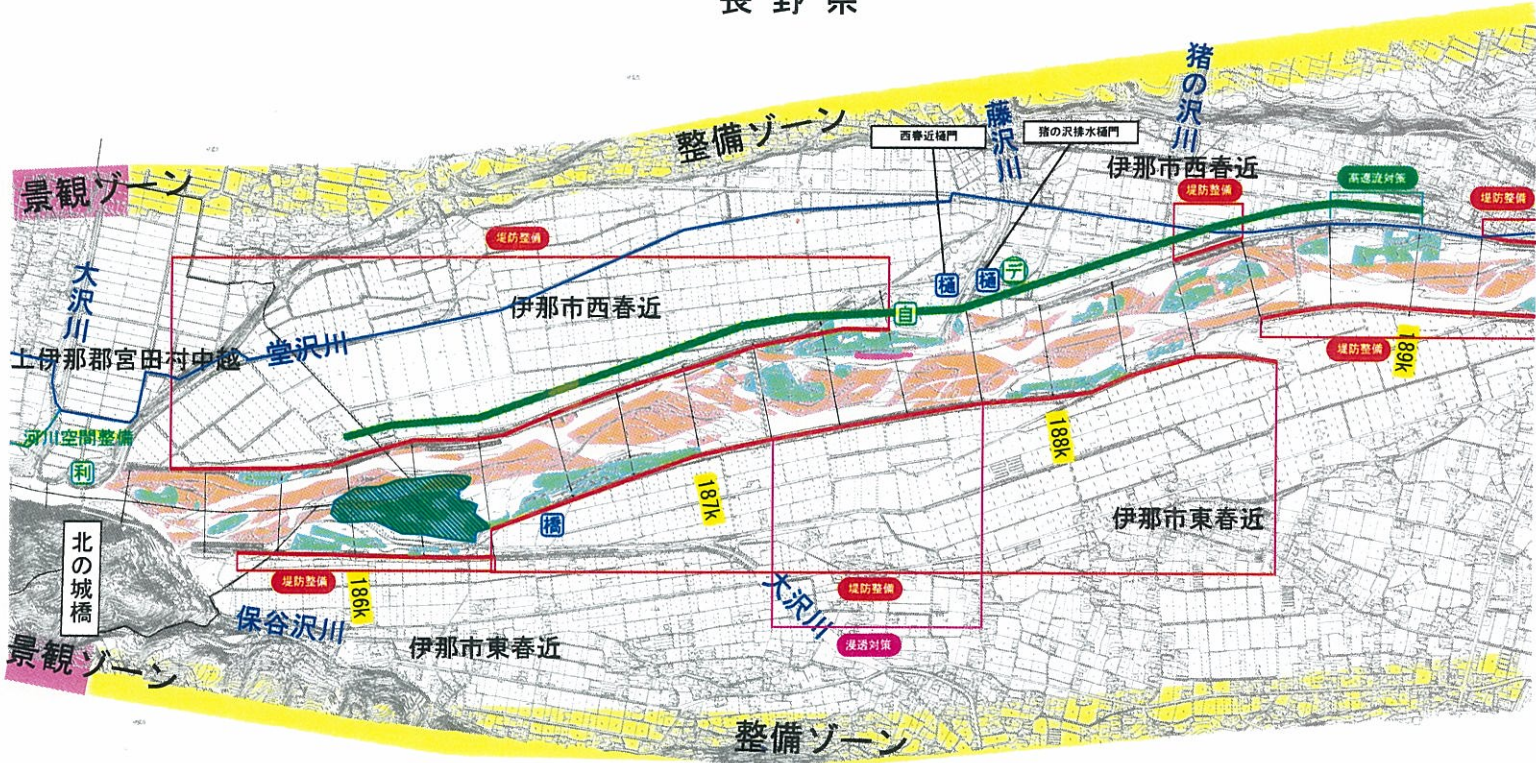 長野県
猪の沢川
整備ゾーン
西春近樋門
藤沢川
猪の沢排水樋門
伊那市西春近
堤防整備
高速流対策
堤防整備
景観ゾーン
堤防整備
大沢川
樋
樋
デ
伊那市西春近
自
堂沢川
上伊那郡宮田村中越
堤防整備
189k
河川空間整備
利
188k
187k
橋
伊那市東春近
北の城橋
堤防整備
186k
大沢川
堤防整備
保谷沢川
伊那市東春近
浸透対策
景観ゾーン
整備ゾーン